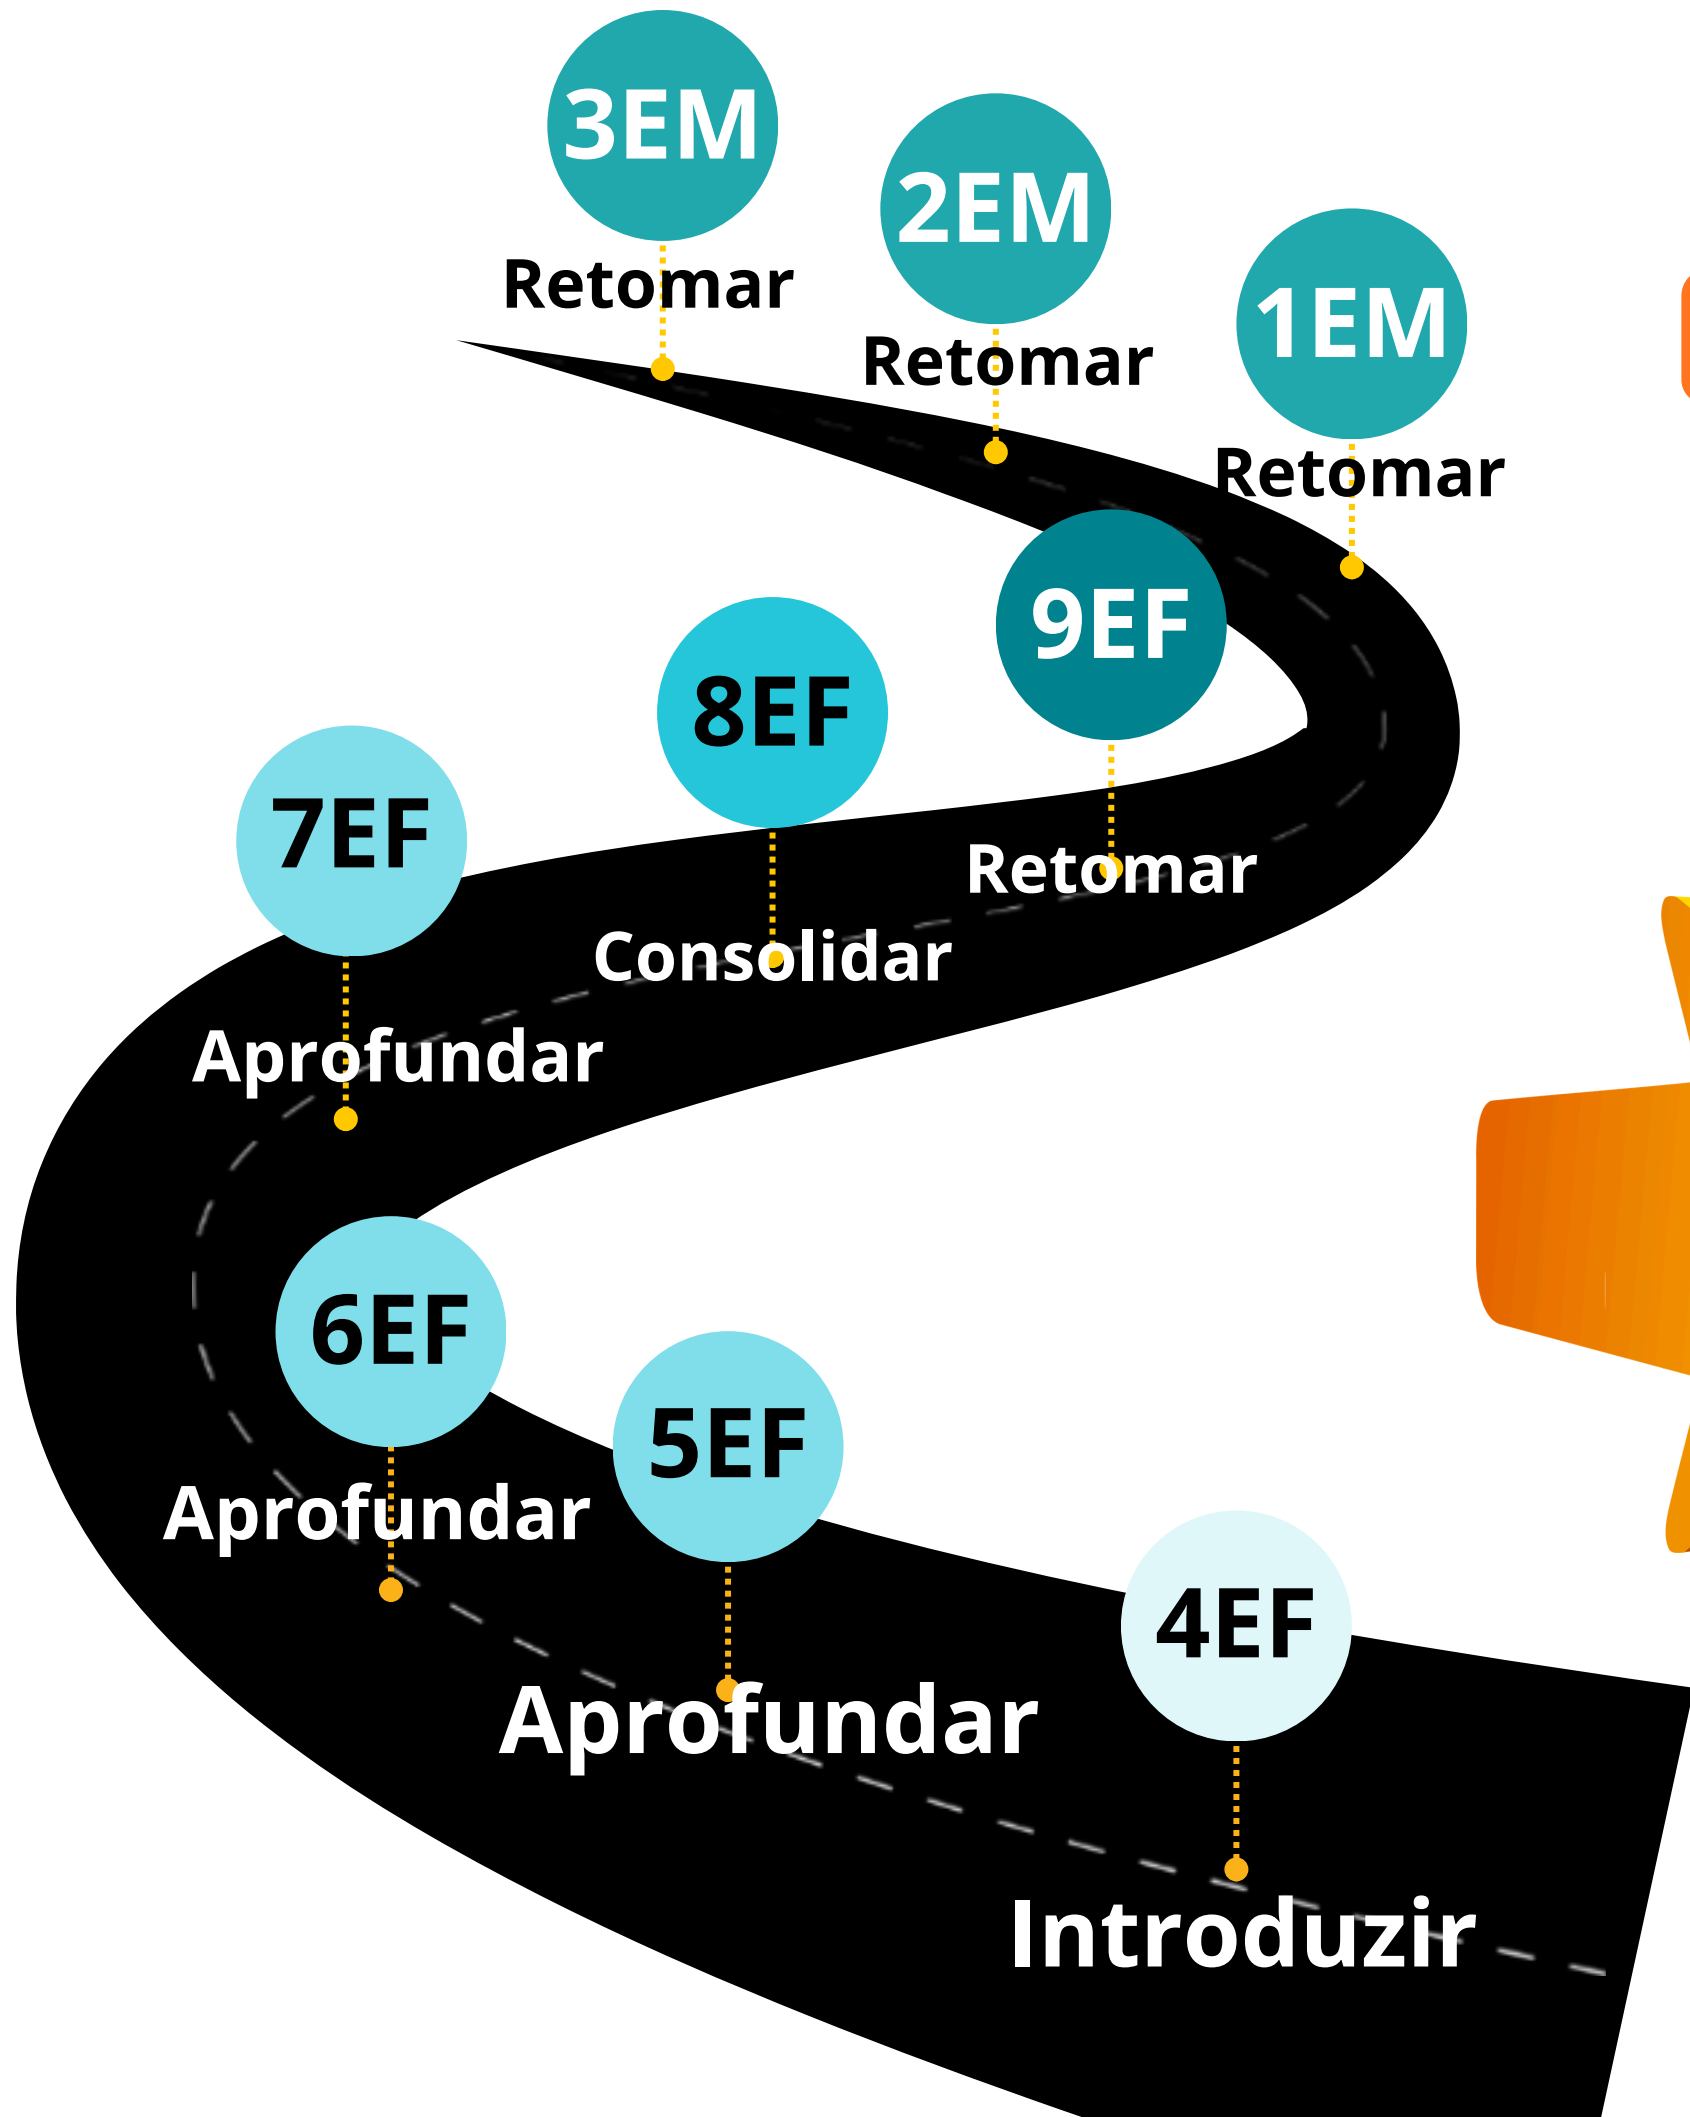 3EM
Retomar
2EM
Retomar
1EM
Retomar
9EF
Retomar
8EF
Consolidar
7EF
Aprofundar
6EF
Aprofundar
5EF
Aprofundar
4EF
Introduzir